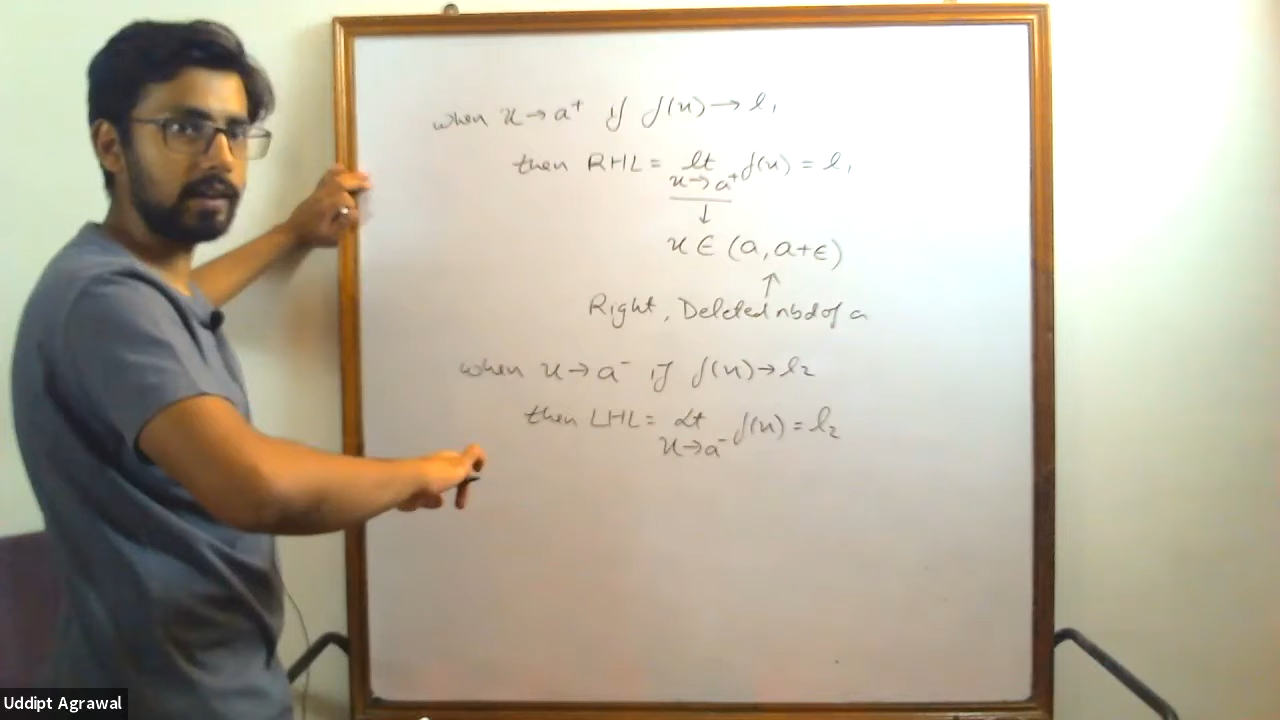 when x → a⁺ if f(x) → l₁
then RHL = lt f(x) = l₁
x → a⁺
↓
x ∈ (a, a+ϵ)
↑
Right, Deleted nbd of a
when x → a⁻ if f(x) → l₂
then LHL = Lt f(x) = l₂
x → a⁻
Uddipt Agrawal